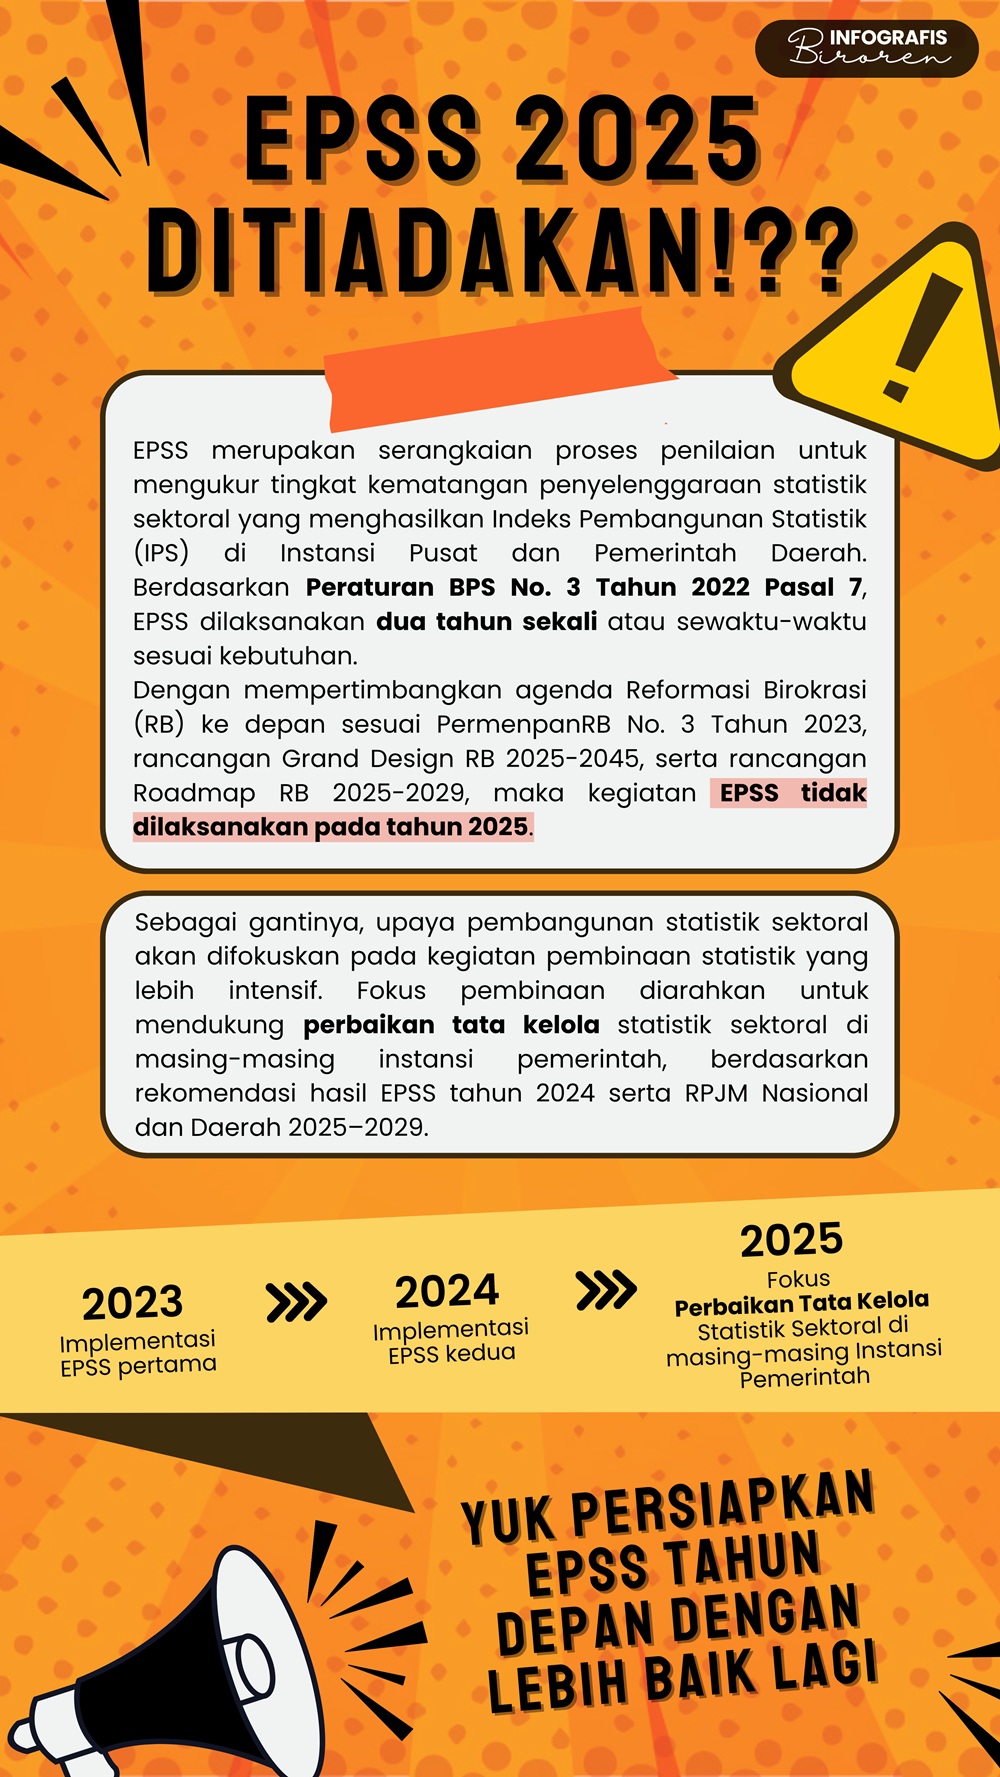 INFOGRAFIS
Biroren
EPSS 2025
DITIADAKAN!??
EPSS merupakan serangkaian proses penilaian untuk
mengukur tingkat kematangan penyelenggaraan statistik
sektoral yang menghasilkan Indeks Pembangunan Statistik
(IPS) di Instansi Pusat dan Pemerintah Daerah.
Berdasarkan Peraturan BPS No. 3 Tahun 2022 Pasal 7,
EPSS dilaksanakan dua tahun sekali atau sewaktu-waktu
sesuai kebutuhan.
Dengan mempertimbangkan agenda Reformasi Birokrasi
(RB) ke depan sesuai PermenpanRB No. 3 Tahun 2023,
rancangan Grand Design RB 2025-2045, serta rancangan
Roadmap RB 2025-2029, maka kegiatan EPSS tidak
dilaksanakan pada tahun 2025.
Sebagai gantinya, upaya pembangunan statistik sektoral
akan difokuskan pada kegiatan pembinaan statistik yang
lebih intensif. Fokus pembinaan diarahkan untuk
mendukung perbaikan tata kelola statistik sektoral di
masing-masing instansi pemerintah, berdasarkan
rekomendasi hasil EPSS tahun 2024 serta RPJM Nasional
dan Daerah 2025–2029.
2023
Implementasi
EPSS pertama
2024
Implementasi
EPSS kedua
2025
Fokus
Perbaikan Tata Kelola
Statistik Sektoral di
masing-masing Instansi
Pemerintah
YUK PERSIAPKAN
EPSS TAHUN
DEPAN DENGAN
LEBIH BAIK LAGI